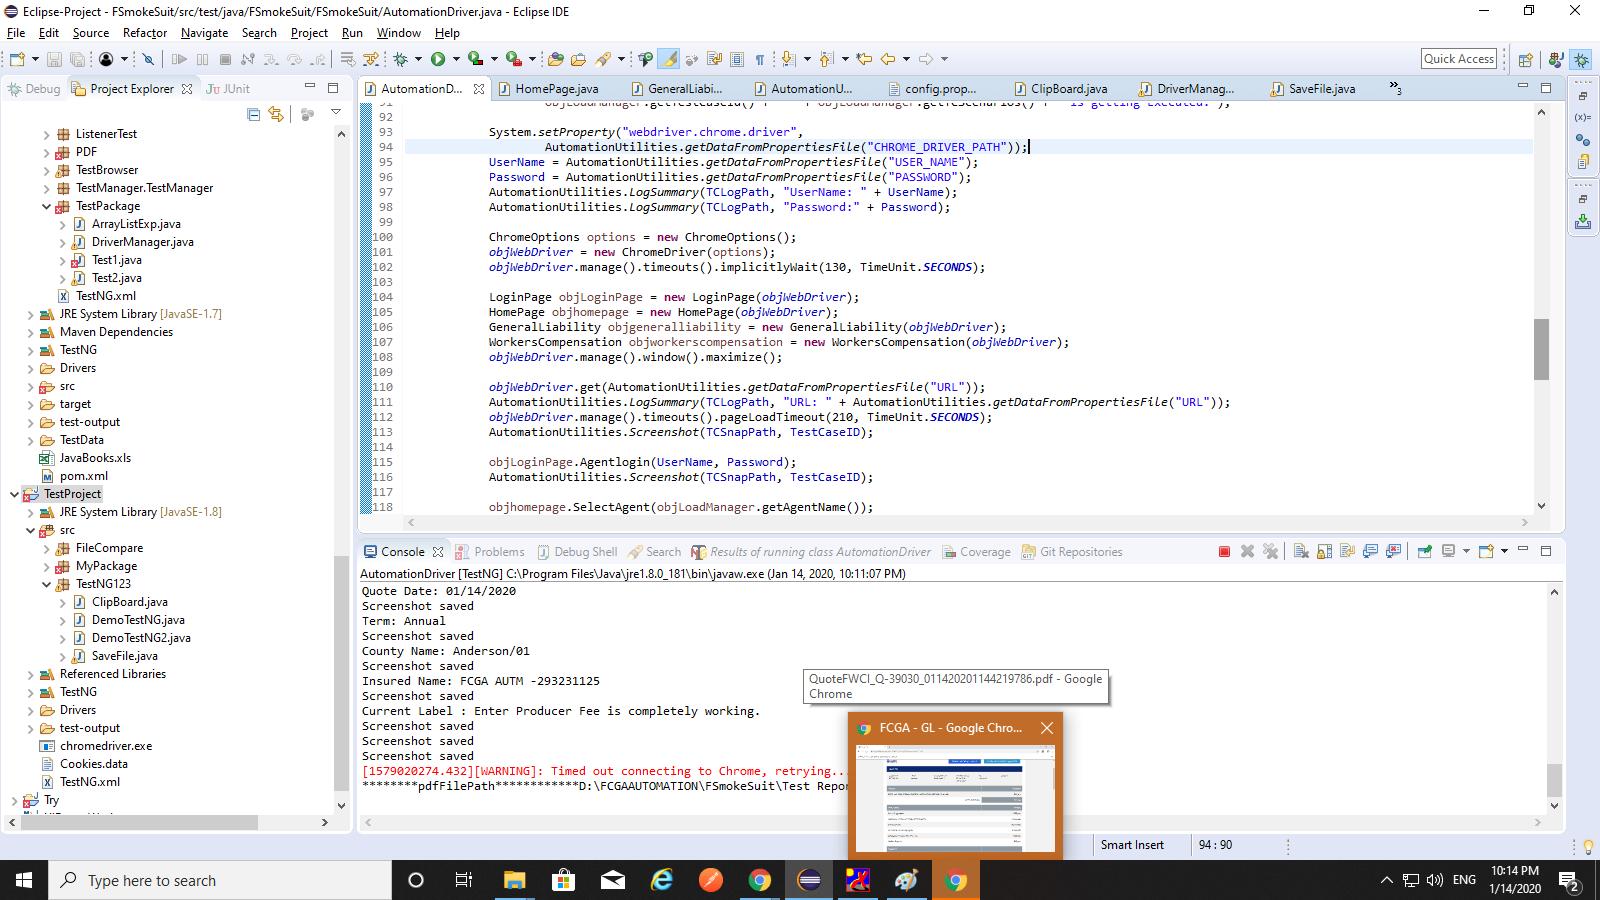 Eclipse-Project - FSmokeSuit/src/test/java/FSmokeSuit/FSmokeSuit/AutomationDriver.java - Eclipse IDE
File Edit Source Refactor Navigate Search Project Run Window Help
Quick Access
Debug Project Explorer JUnit
ListenerTest
PDF
TestBrowser
TestManager.TestManager
TestPackage
ArrayListExp.java
DriverManager.java
Test1.java
Test2.java
TestNG.xml
JRE System Library [JavaSE-1.7]
Maven Dependencies
TestNG
Drivers
src
target
test-output
TestData
JavaBooks.xls
pom.xml
TestProject
JRE System Library [JavaSE-1.8]
src
FileCompare
MyPackage
TestNG123
ClipBoard.java
DemoTestNG.java
DemoTestNG2.java
SaveFile.java
Referenced Libraries
TestNG
Drivers
test-output
chromedriver.exe
Cookies.data
TestNG.xml
Try
AutomationD... HomePage.java GeneralLiabi... AutomationU... config.prop... ClipBoard.java DriverManag... SaveFile.java 3
92
93 System.setProperty("webdriver.chrome.driver",
94 AutomationUtilities.getDataFromPropertiesFile("CHROME_DRIVER_PATH"));
95 UserName = AutomationUtilities.getDataFromPropertiesFile("USER_NAME");
96 Password = AutomationUtilities.getDataFromPropertiesFile("PASSWORD");
97 AutomationUtilities.LogSummary(TCLogPath, "UserName: " + UserName);
98 AutomationUtilities.LogSummary(TCLogPath, "Password:" + Password);
99
100 ChromeOptions options = new ChromeOptions();
101 objWebDriver = new ChromeDriver(options);
102 objWebDriver.manage().timeouts().implicitlyWait(130, TimeUnit.SECONDS);
103
104 LoginPage objLoginPage = new LoginPage(objWebDriver);
105 HomePage objhomepage = new HomePage(objWebDriver);
106 GeneralLiability objgeneralliability = new GeneralLiability(objWebDriver);
107 WorkersCompensation objworkerscompensation = new WorkersCompensation(objWebDriver);
108 objWebDriver.manage().window().maximize();
109
110 objWebDriver.get(AutomationUtilities.getDataFromPropertiesFile("URL"));
111 AutomationUtilities.LogSummary(TCLogPath, "URL: " + AutomationUtilities.getDataFromPropertiesFile("URL"));
112 objWebDriver.manage().timeouts().pageLoadTimeout(210, TimeUnit.SECONDS);
113 AutomationUtilities.Screenshot(TCSnapPath, TestCaseID);
114
115 objLoginPage.Agentlogin(UserName, Password);
116 AutomationUtilities.Screenshot(TCSnapPath, TestCaseID);
117
118 objhomepage.SelectAgent(objLoadManager.getAgentName());
Console Problems Debug Shell Search Results of running class AutomationDriver Coverage Git Repositories
AutomationDriver [TestNG] C:\Program Files\Java\jre1.8.0_181\bin\javaw.exe (Jan 14, 2020, 10:11:07 PM)
Quote Date: 01/14/2020
Screenshot saved
Term: Annual
Screenshot saved
County Name: Anderson/01
Screenshot saved
Insured Name: FCGA AUTM -293231125
Screenshot saved
Current Label : Enter Producer Fee is completely working.
Screenshot saved
Screenshot saved
Screenshot saved
[1579020274.432][WARNING]: Timed out connecting to Chrome, retrying...
********pdfFilePath************D:\FCGAAUTOMATION\FSmokeSuit\Test Repor
QuoteFWCI_Q-39030_011420201144219786.pdf - Google
Chrome
FCGA - GL - Google Chro...
Smart Insert 94 : 90
Type here to search
ENG
10:14 PM
1/14/2020
2